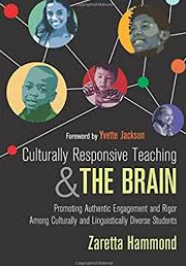 Foreword by Yvette Jackson
Culturally Responsive Teaching
& THE BRAIN
Promoting Authentic Engagement and Rigor
Among Culturally and Linguistically Diverse Students
Zaretta Hammond